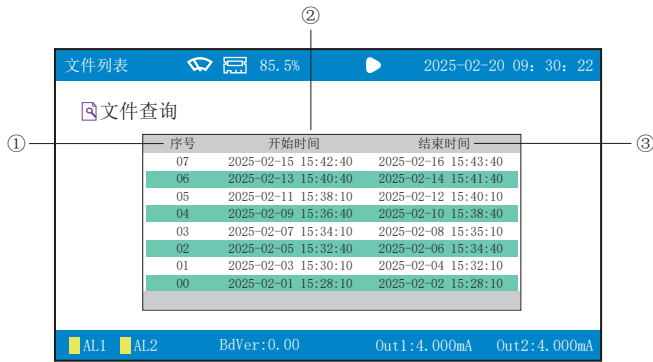 ②
文件列表 85.5% 2025-02-20 09: 30: 22
文件查询
① 序号 开始时间 结束时间 ③
07 2025-02-15 15:42:40 2025-02-16 15:43:40
06 2025-02-13 13:40:40 2025-02-14 15:41:40
05 2025-02-11 15:38:10 2025-02-12 15:40:10
04 2025-02-09 15:36:40 2025-02-10 15:38:40
03 2025-02-07 15:34:10 2025-02-08 15:35:10
02 2025-02-05 15:32:40 2025-02-06 15:34:40
01 2025-02-03 15:30:10 2025-02-04 15:32:10
00 2025-02-01 15:28:10 2025-02-02 15:28:10
AL1 AL2 BdVer:0.00 Out1:4.000mA Out2:4.000mA